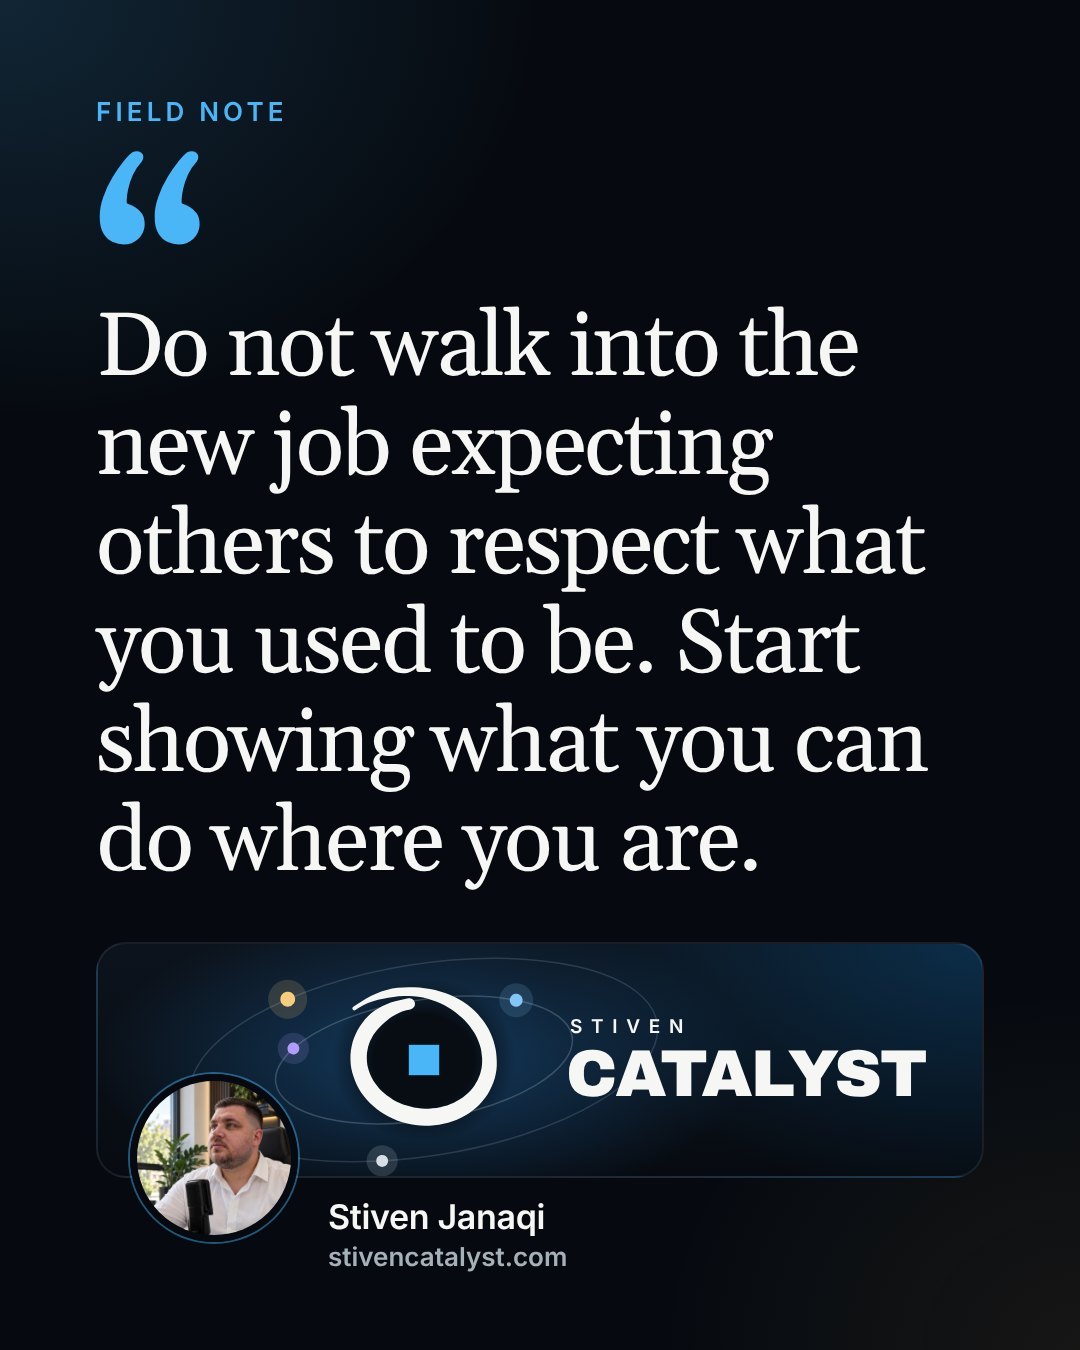 FIELD NOTE
“
Do not walk into the
new job expecting
others to respect what
you used to be. Start
showing what you can
do where you are.
STIVEN
CATALYST
Stiven Janaqi
stivencatalyst.com